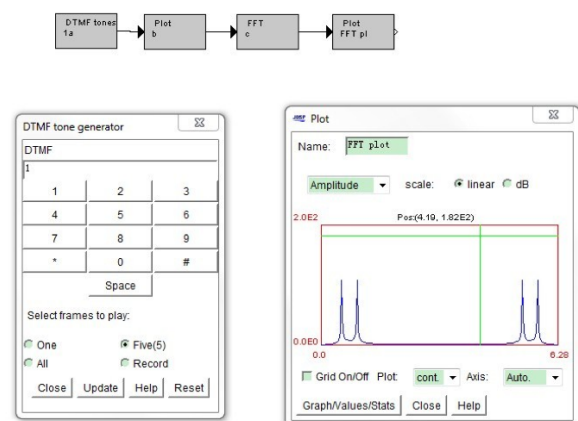 DTMF tones Plot FFT Plot
1a b c FFT pl
DTMF tone generator
DTMF
1
1 2 3
4 5 6
7 8 9
* 0 #
Space
Select frames to play:
One Five(5)
All Record
Close Update Help Reset
Plot
Name: FFT plot
Amplitude scale: linear dB
2.0E2 Pos:(4.19, 1.82E2)
0.0E0
0.0 6.28
Grid On/Off Plot: cont. Axis: Auto.
Graph/Values/Stats Close Help